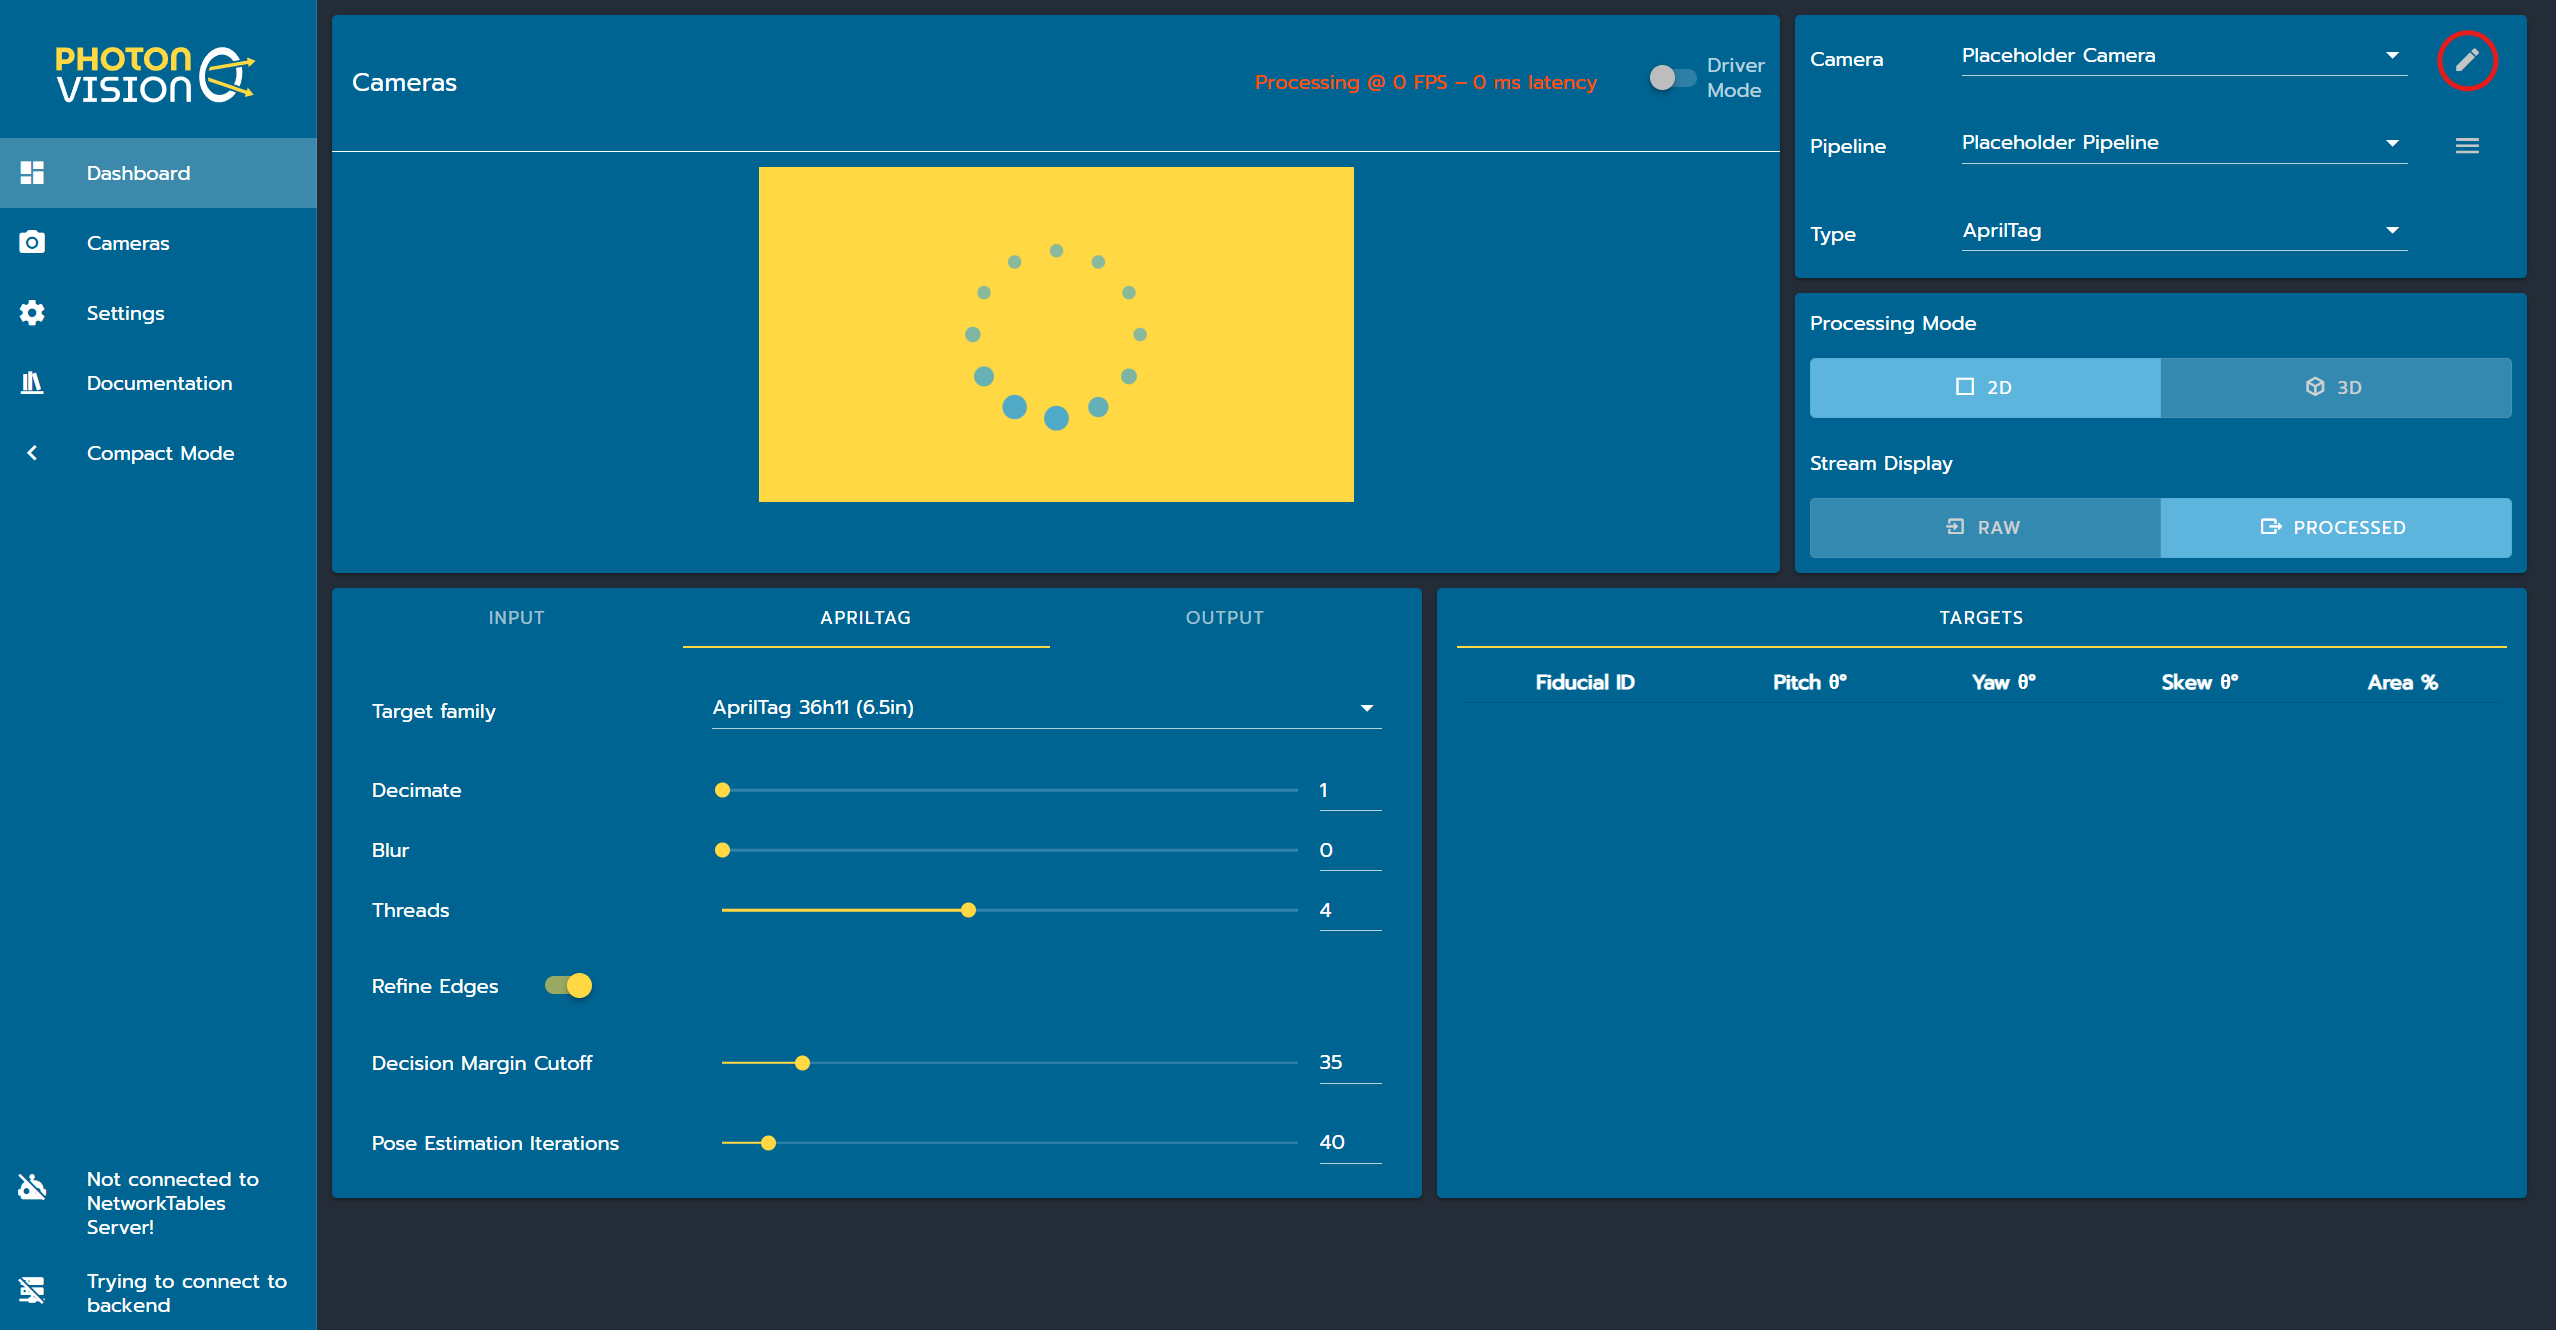 PHOTON
VISION
Dashboard
Cameras
Settings
Documentation
Compact Mode
Not connected to
NetworkTables
Server!
Trying to connect to
backend
Cameras
Processing @ 0 FPS – 0 ms latency
Driver
Mode
Camera
Placeholder Camera
Pipeline
Placeholder Pipeline
Type
AprilTag
Processing Mode
2D
3D
Stream Display
RAW
PROCESSED
INPUT
APRILTAG
OUTPUT
Target family
AprilTag 36h11 (6.5in)
Decimate
1
Blur
0
Threads
4
Refine Edges
Decision Margin Cutoff
35
Pose Estimation Iterations
40
TARGETS
Fiducial ID
Pitch θ°
Yaw θ°
Skew θ°
Area %